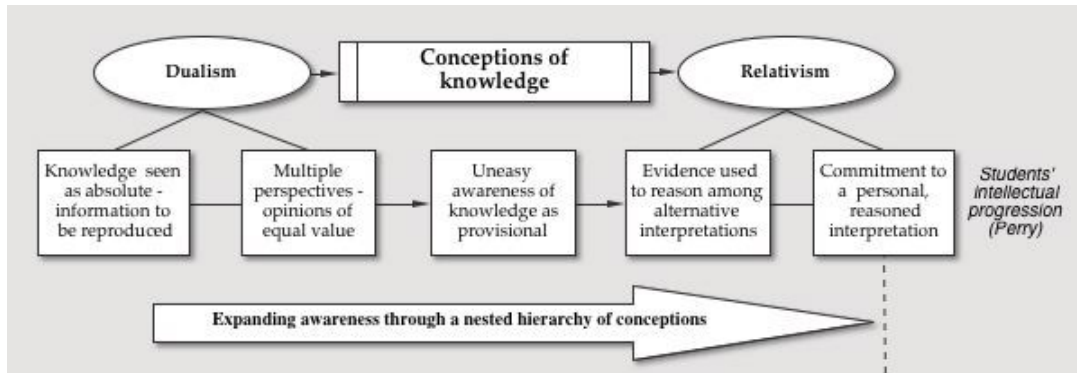 Dualism
Conceptions of
knowledge
Relativism
Knowledge seen
as absolute -
information to
be reproduced
Multiple
perspectives -
opinions of
equal value
Uneasy
awareness of
knowledge as
provisional
Evidence used
to reason among
alternative
interpretations
Commitment to
a personal,
reasoned
interpretation
Students'
intellectual
progression
(Perry)
Expanding awareness through a nested hierarchy of conceptions